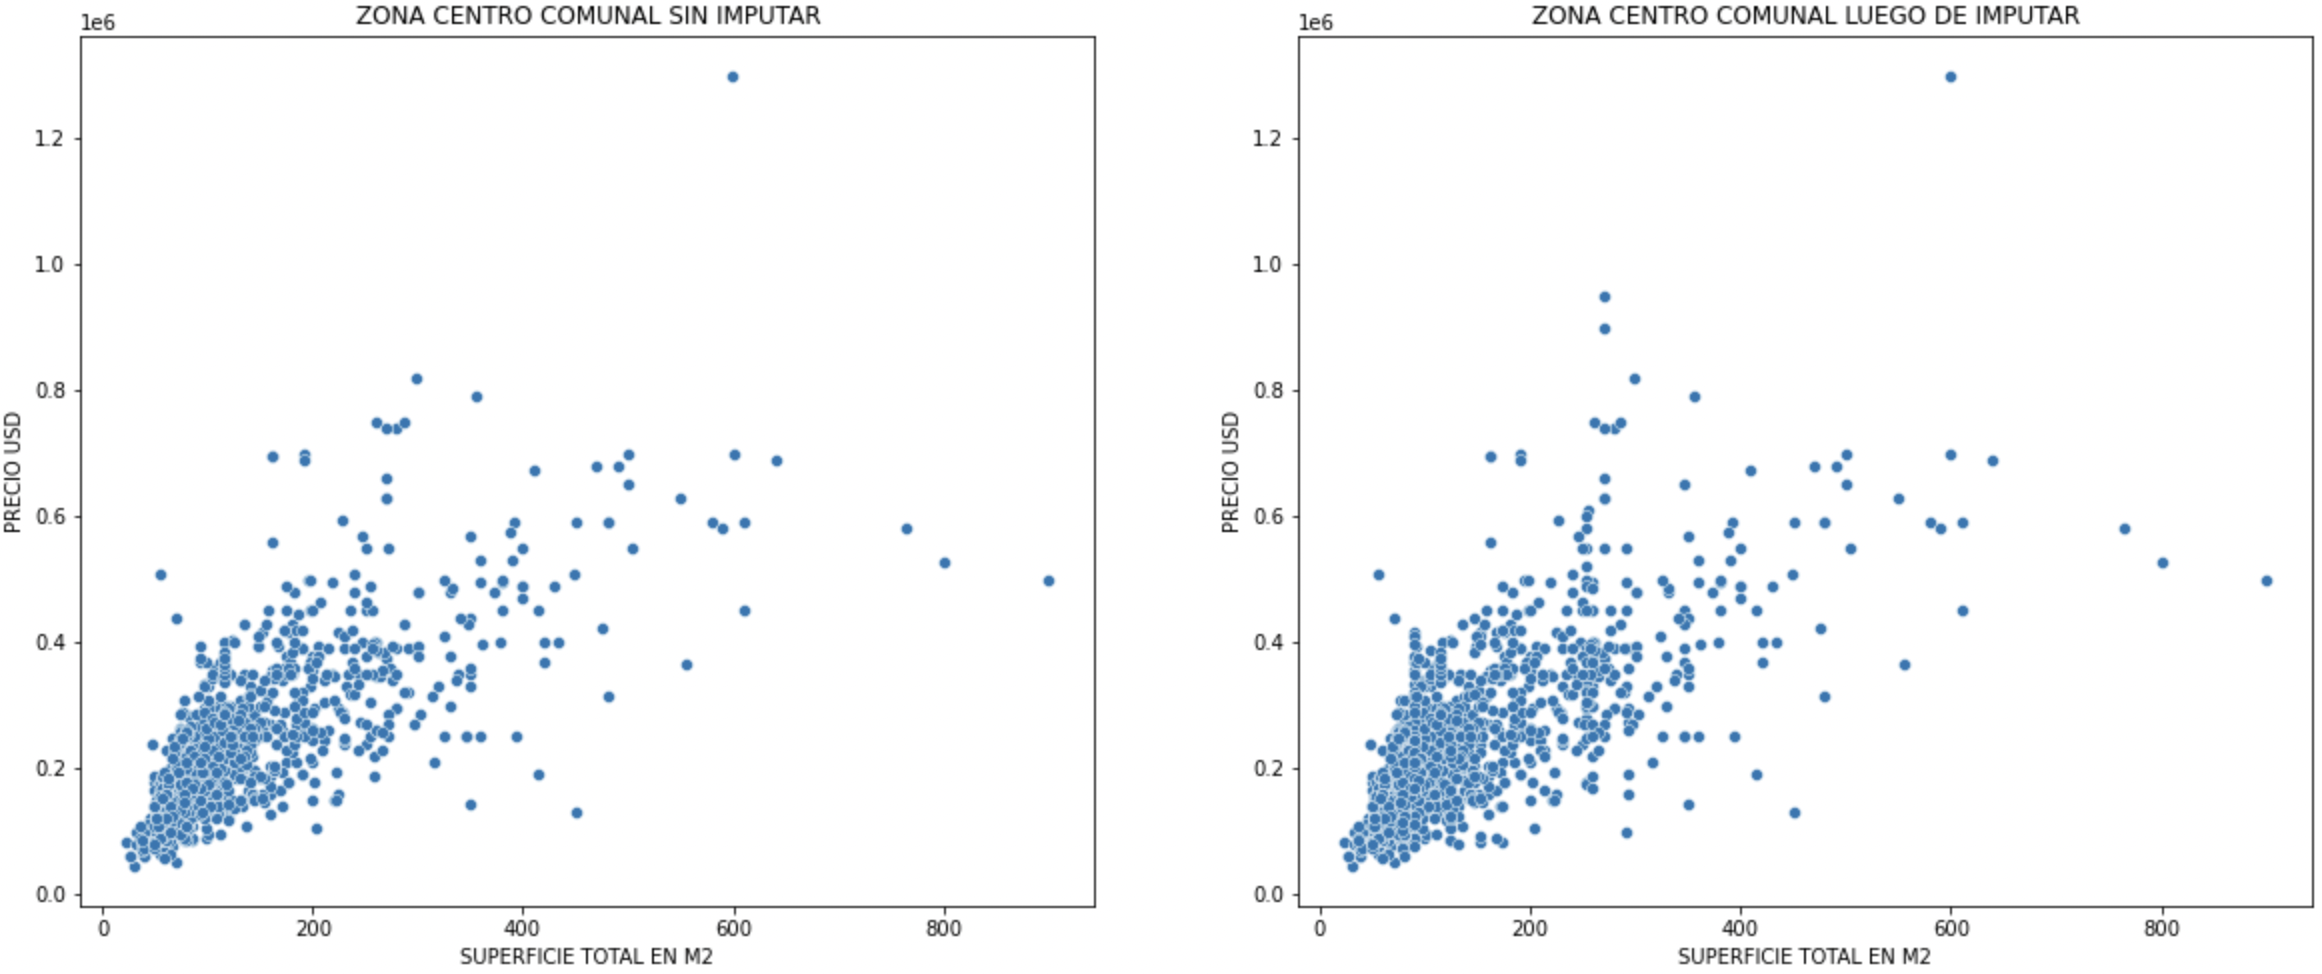 ZONA CENTRO COMUNAL SIN IMPUTAR
1e6
1.2
1.0
0.8
0.6
0.4
0.2
0.0
PRECIO USD
0 200 400 600 800
SUPERFICIE TOTAL EN M2
ZONA CENTRO COMUNAL LUEGO DE IMPUTAR
1e6
1.2
1.0
0.8
0.6
0.4
0.2
0.0
PRECIO USD
0 200 400 600 800
SUPERFICIE TOTAL EN M2